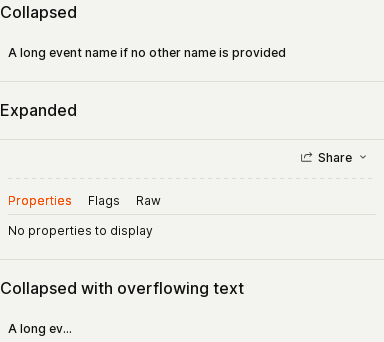 Collapsed
A long event name if no other name is provided
Expanded
Share
Properties Flags Raw
No properties to display
Collapsed with overflowing text
A long ev...